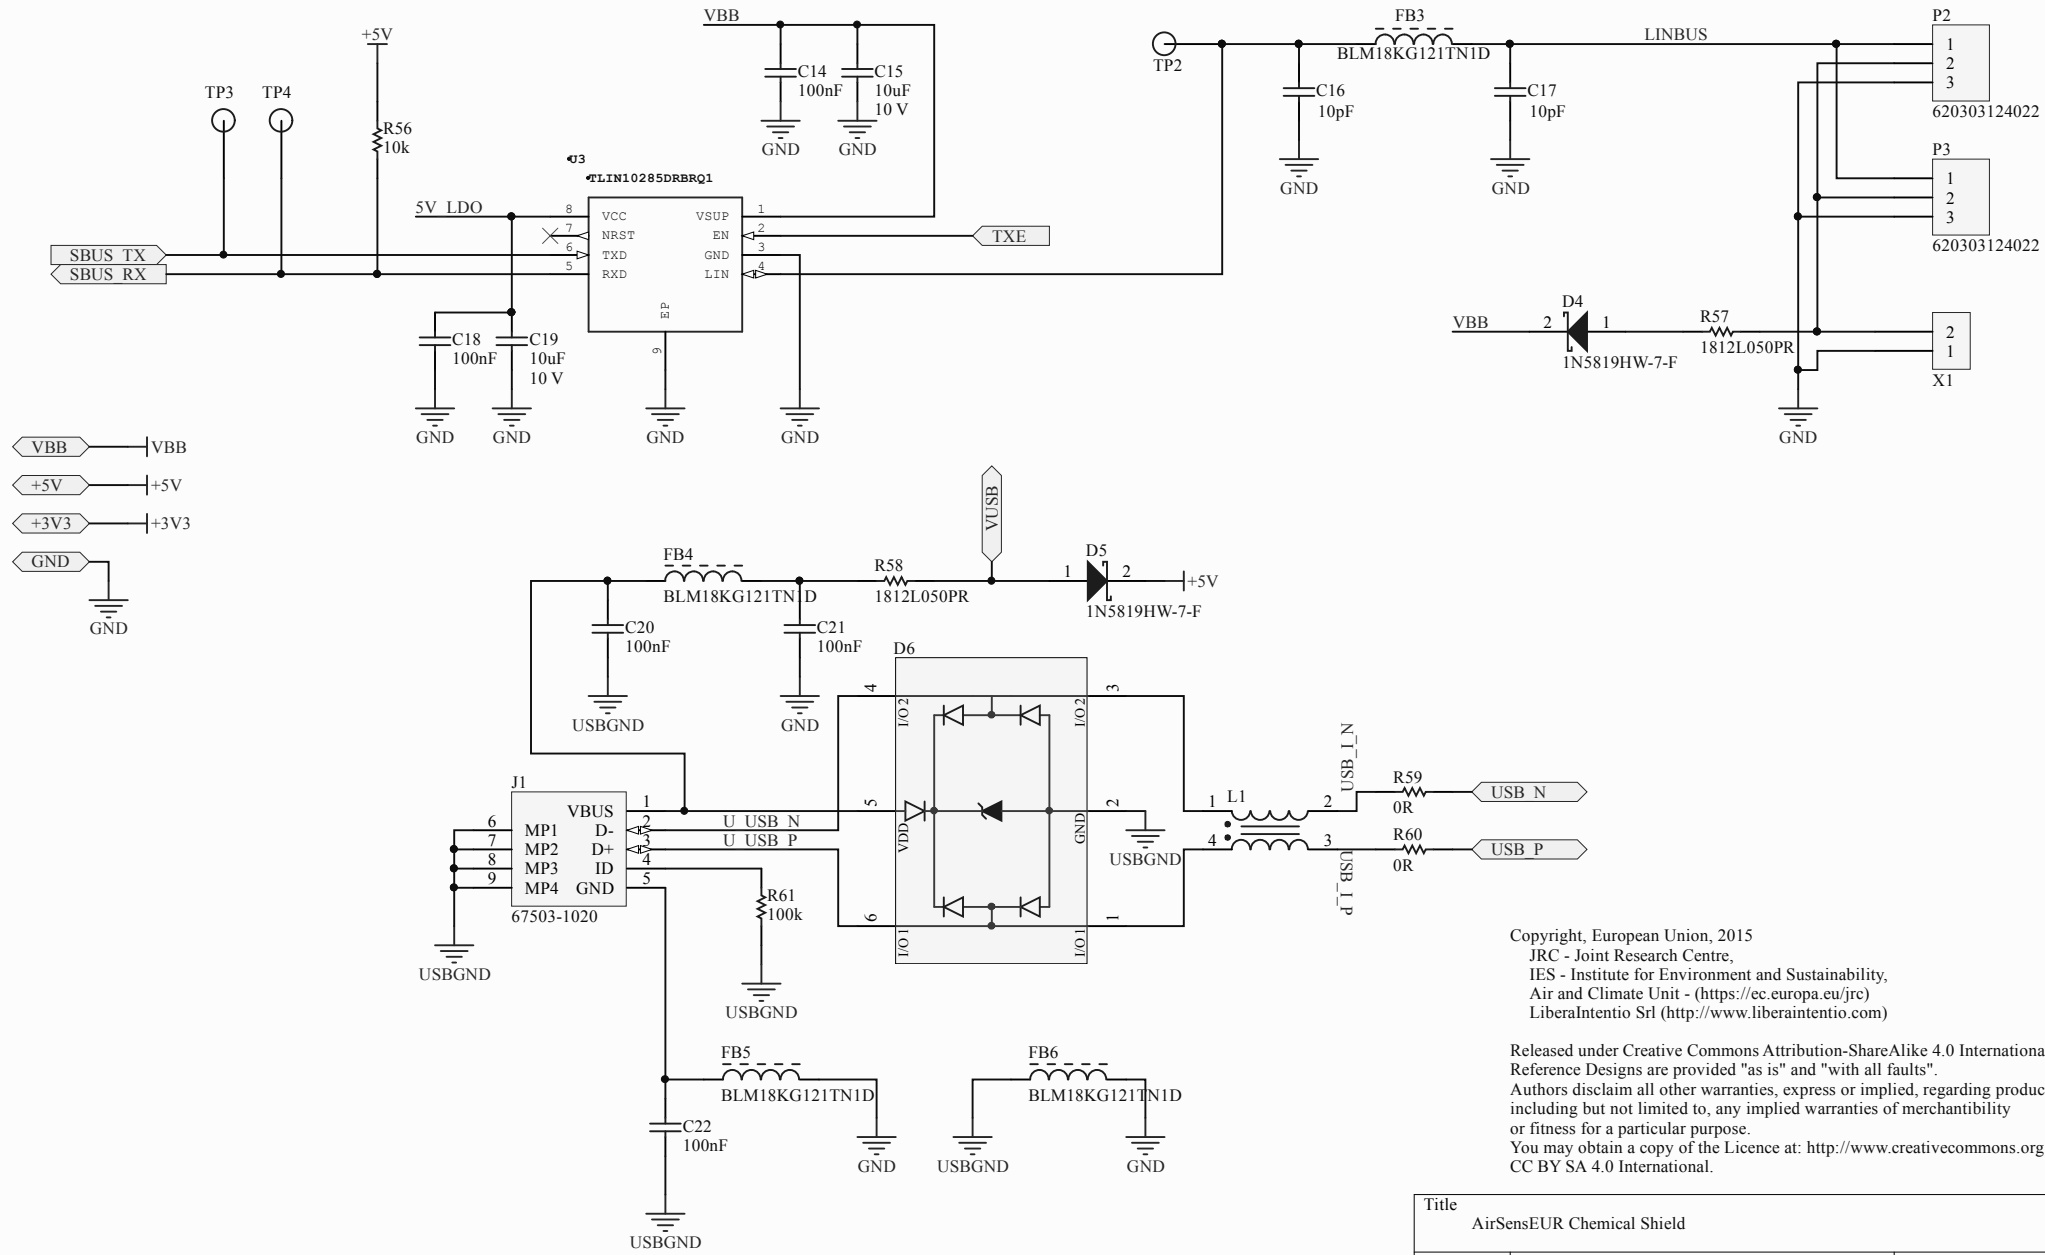 VBB
FB3
P2
+5V
LINBUS
1
2
3
BLM18KG121TN1D
TP2
C14
100nF
C15
10uF
10 V
TP3
TP4
C16
10pF
C17
10pF
620303124022
R56
10k
GND
GND
P3
U3
TLIN10285DRBRQ1
GND
GND
1
2
3
5V LDO
8
VCC
VSUP
1
7
NRST
EN
2
TXE
SBUS TX
6
TXD
GND
3
620303124022
SBUS_RX
5
RXD
LIN
4
EP
9
D4
VBB
2
1
R57
2
1
C18
100nF
C19
10uF
10 V
1N5819HW-7-F
1812L050PR
X1
GND
GND
GND
GND
GND
VBB
VBB
+5V
+5V
+3V3
+3V3
GND
GND
VUSB
FB4
R58
D5
1
2
+5V
BLM18KG121TN1D
1812L050PR
1N5819HW-7-F
C20
100nF
C21
100nF
D6
USBGND
GND
4
I/O 2
I/O 2
3
USB_I_N
J1
R59
USB N
0R
VBUS
1
5
VDD
GND
2
1
L1
2
6
MP1
D-
2
U USB N
7
MP2
D+
3
U USB P
USBGND
4
3
R60
USB_P
0R
8
MP3
ID
4
9
MP4
GND
5
USB_I_P
67503-1020
R61
100k
6
I/O 1
I/O 1
1
USBGND
USBGND
Copyright, European Union, 2015
JRC - Joint Research Centre,
IES - Institute for Environment and Sustainability,
Air and Climate Unit - (https://ec.europa.eu/jrc)
LiberaIntentio Srl (http://www.liberaintentio.com)
FB5
BLM18KG121TN1D
FB6
BLM18KG121TN1D
Released under Creative Commons Attribution-ShareAlike 4.0 Internationa
Reference Designs are provided "as is" and "with all faults".
Authors disclaim all other warranties, express or implied, regarding produc
including but not limited to, any implied warranties of merchantibility
or fitness for a particular purpose.
You may obtain a copy of the Licence at: http://www.creativecommons.org
CC BY SA 4.0 International.
C22
100nF
GND
USBGND
GND
USBGND
Title
AirSensEUR Chemical Shield